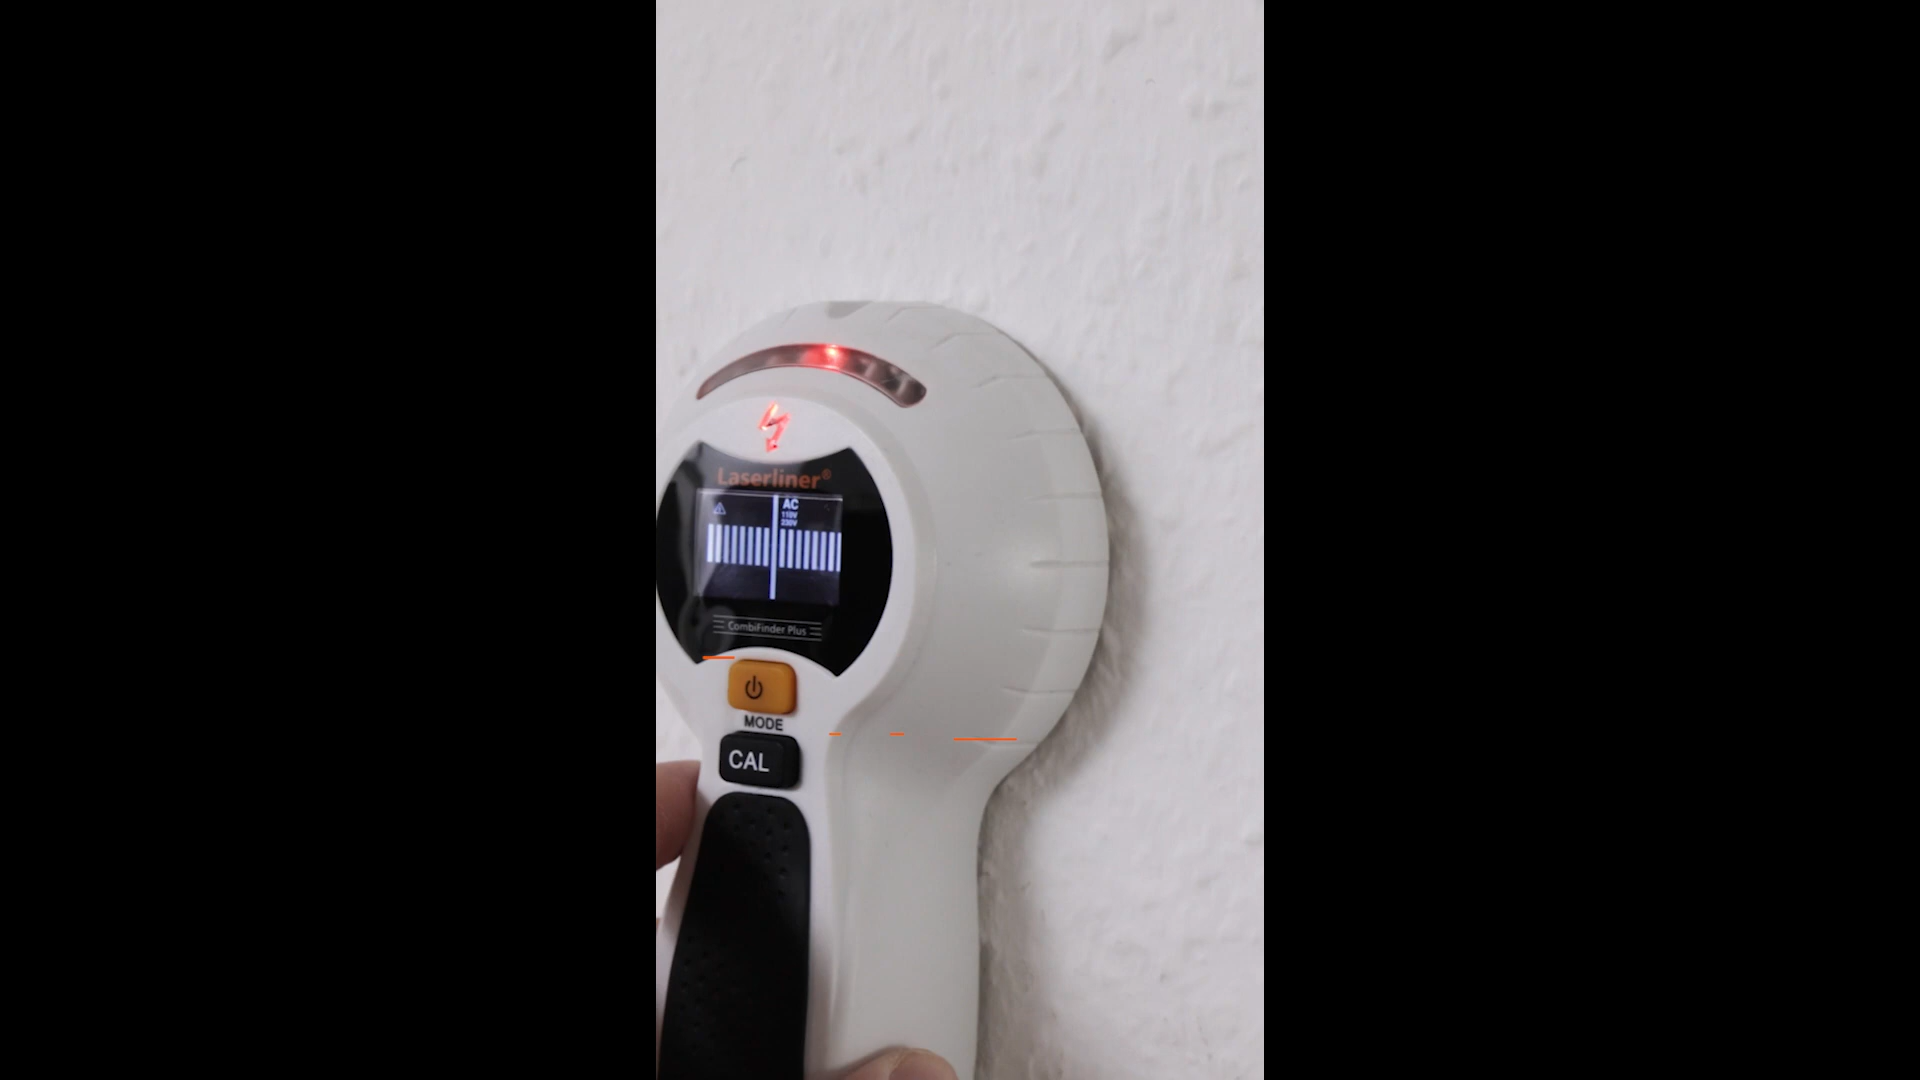 Laserliner®
AC
110V
230V
CombiFinder Plus
MODE
CAL